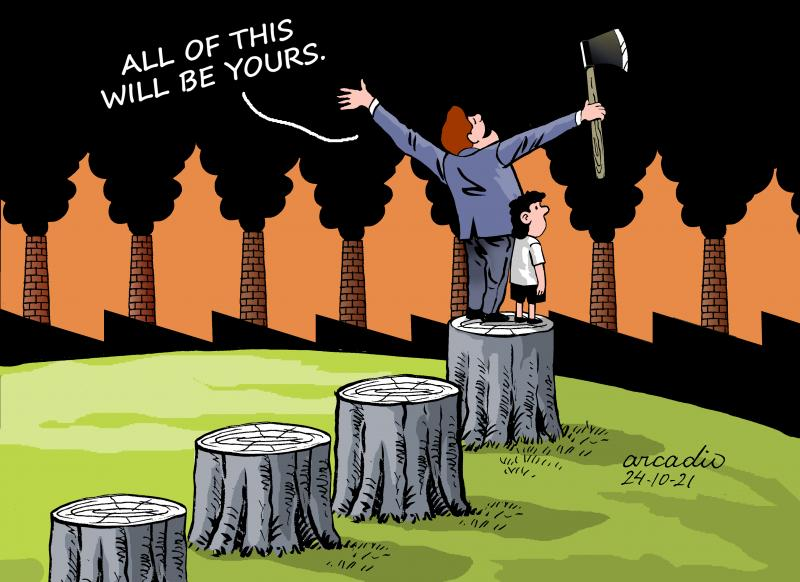 ALL OF THIS
WILL BE YOURS.
arcadio
24-10-21